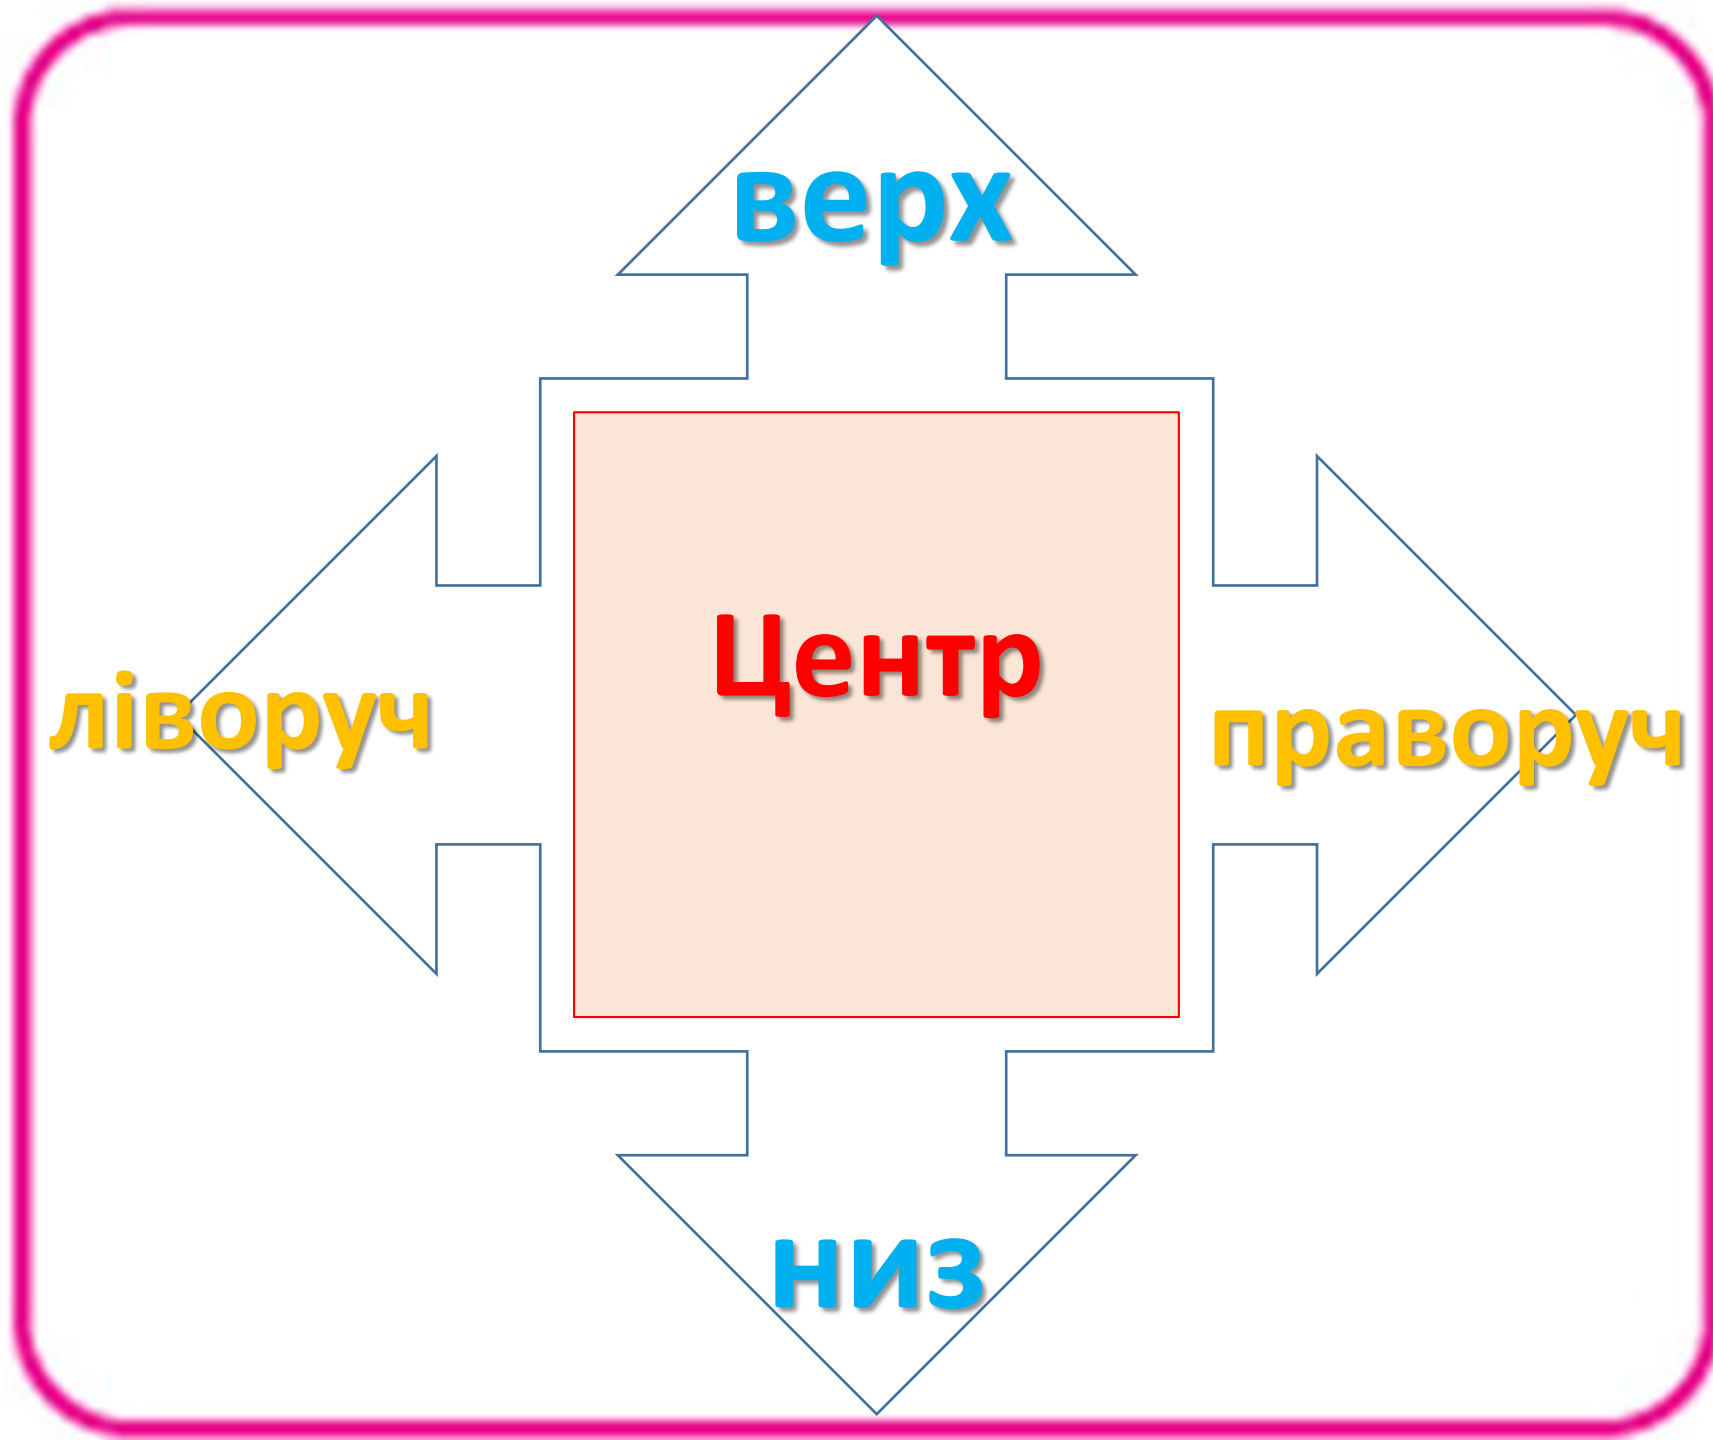 верх
Центр
ліворуч
праворуч
низ